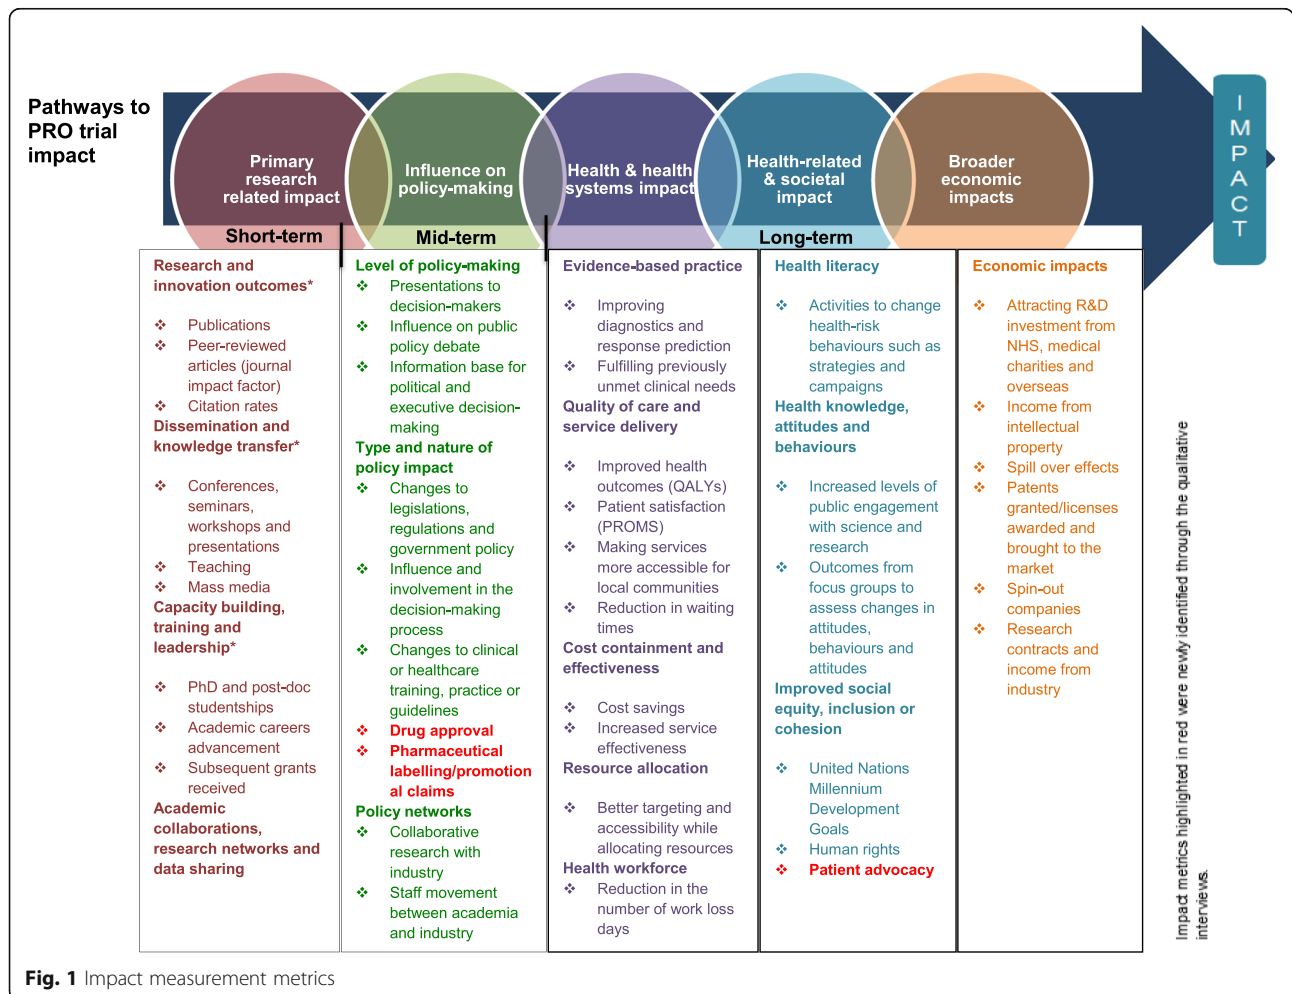 Pathways to
PRO trial
impact
Primary
research
related impact
Influence on
policy-making
Health & health
systems impact
Health-related
& societal
impact
Broader
economic
impacts
IMPACT
Short-term
Mid-term
Long-term
Research and
innovation outcomes*
❖ Publications
❖ Peer-reviewed
articles (journal
impact factor)
❖ Citation rates
Dissemination and
knowledge transfer*
❖ Conferences,
seminars,
workshops and
presentations
❖ Teaching
❖ Mass media
Capacity building,
training and
leadership*
❖ PhD and post-doc
studentships
❖ Academic careers
advancement
❖ Subsequent grants
received
Academic
collaborations,
research networks and
data sharing
Level of policy-making
❖ Presentations to
decision-makers
❖ Influence on public
policy debate
❖ Information base for
political and
executive decision-
making
Type and nature of
policy impact
❖ Changes to
legislations,
regulations and
government policy
❖ Influence and
involvement in the
decision-making
process
❖ Changes to clinical
or healthcare
training, practice or
guidelines
❖ Drug approval
❖ Pharmaceutical
labelling/promotion
al claims
Policy networks
❖ Collaborative
research with
industry
❖ Staff movement
between academia
and industry
Evidence-based practice
❖ Improving
diagnostics and
response prediction
❖ Fulfilling previously
unmet clinical needs
Quality of care and
service delivery
❖ Improved health
outcomes (QALYs)
❖ Patient satisfaction
(PROMS)
❖ Making services
more accessible for
local communities
❖ Reduction in waiting
times
Cost containment and
effectiveness
❖ Cost savings
❖ Increased service
effectiveness
Resource allocation
❖ Better targeting and
accessibility while
allocating resources
Health workforce
❖ Reduction in the
number of work loss
days
Health literacy
❖ Activities to change
health-risk
behaviours such as
strategies and
campaigns
Health knowledge,
attitudes and
behaviours
❖ Increased levels of
public engagement
with science and
research
❖ Outcomes from
focus groups to
assess changes in
attitudes,
behaviours and
attitudes
Improved social
equity, inclusion or
cohesion
❖ United Nations
Millennium
Development
Goals
❖ Human rights
❖ Patient advocacy
Economic impacts
❖ Attracting R&D
investment from
NHS, medical
charities and
overseas
❖ Income from
intellectual
property
❖ Spill over effects
❖ Patents
granted/licenses
awarded and
brought to the
market
❖ Spin-out
companies
❖ Research
contracts and
income from
industry
Impact metrics highlighted in red were newly identified through the qualitative
interviews.
Fig. 1 Impact measurement metrics